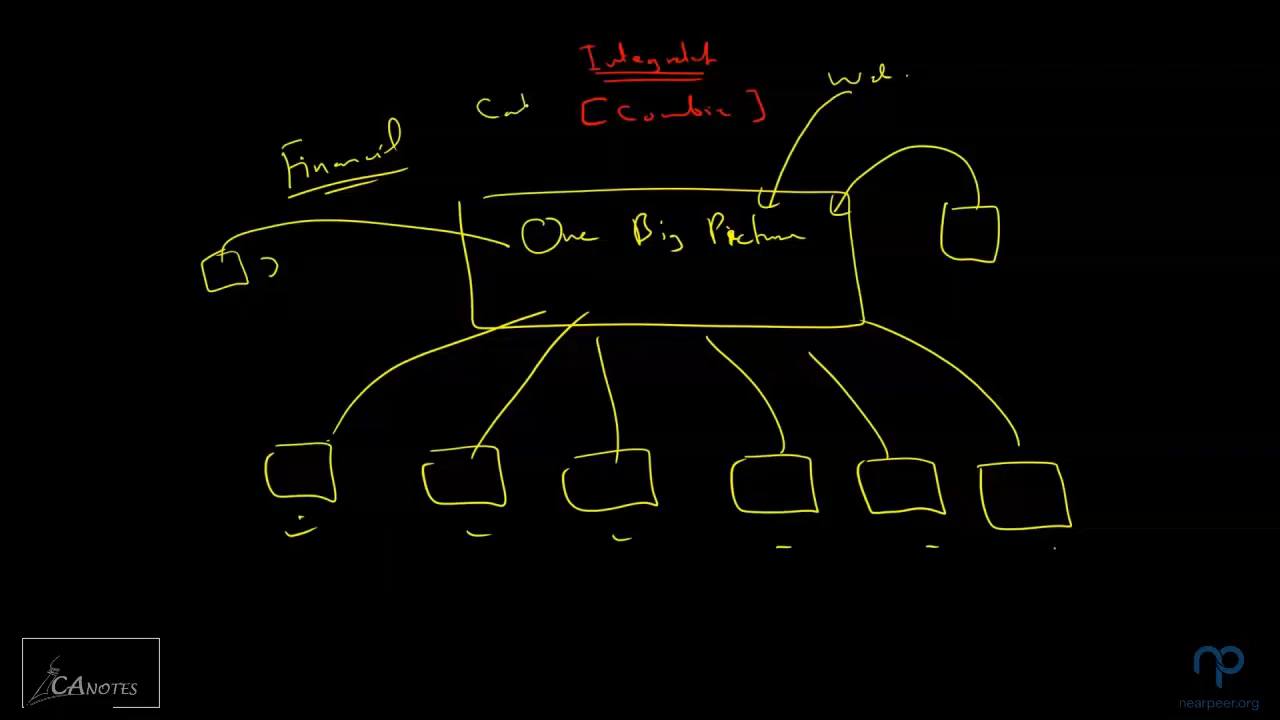 Integrated
[Combine]
Financial
One Big Picture
CANOTES
nearpeer.org